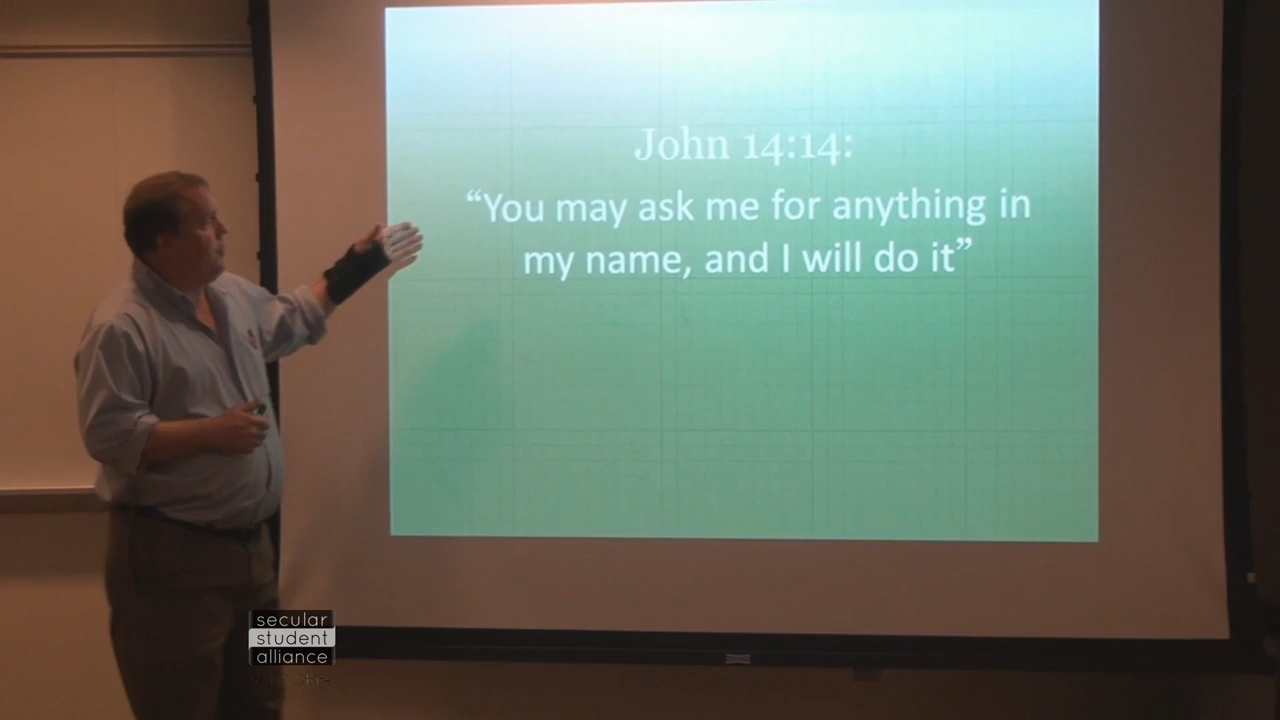 John 14:14:
“You may ask me for anything in
my name, and I will do it”
secular
student
alliance